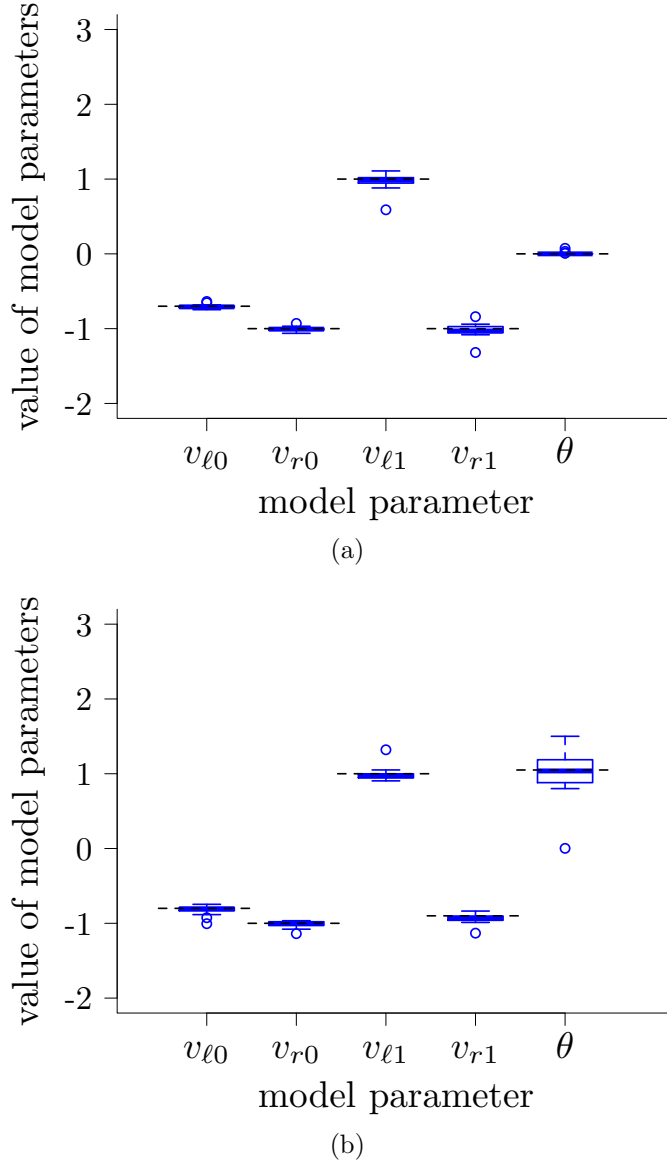 value of model parameters
3
2
1
0
-1
-2
vℓ0 vr0 vℓ1 vr1 θ
model parameter
(a)
value of model parameters
3
2
1
0
-1
-2
vℓ0 vr0 vℓ1 vr1 θ
model parameter
(b)